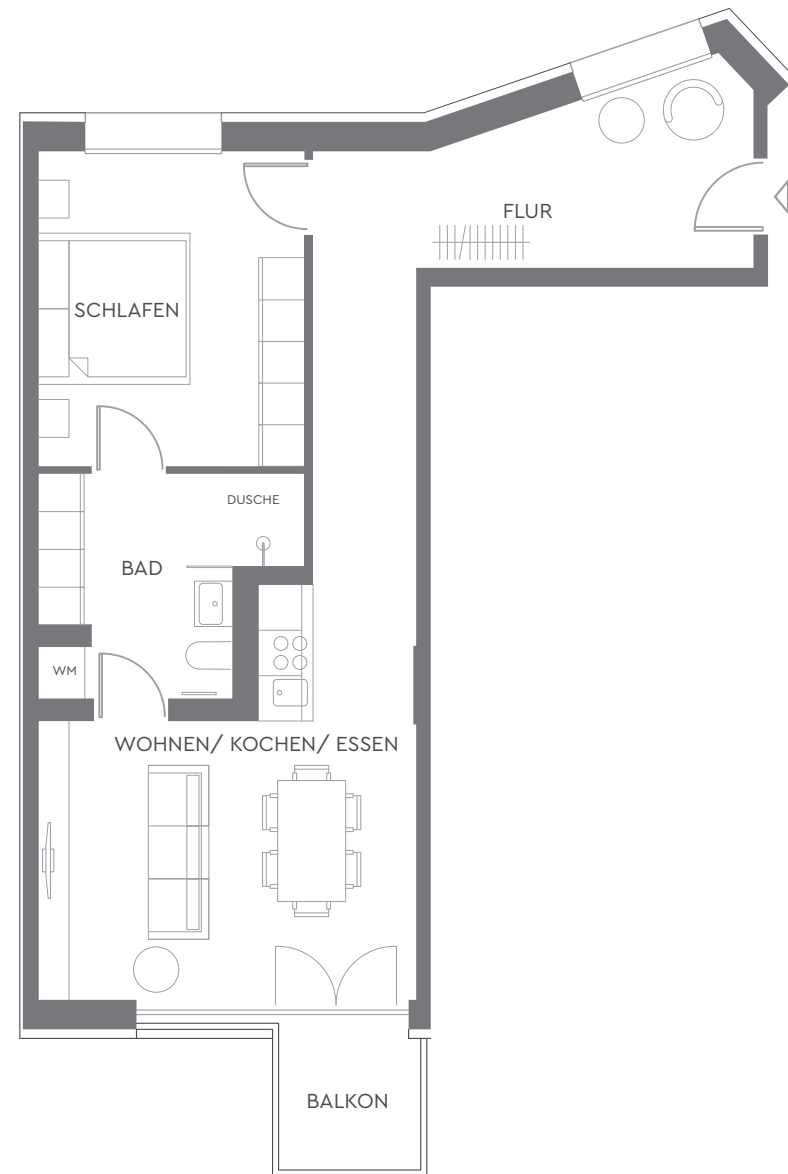 FLUR
SCHLAFEN
DUSCHE
BAD
WM
WOHNEN/ KOCHEN/ ESSEN
BALKON